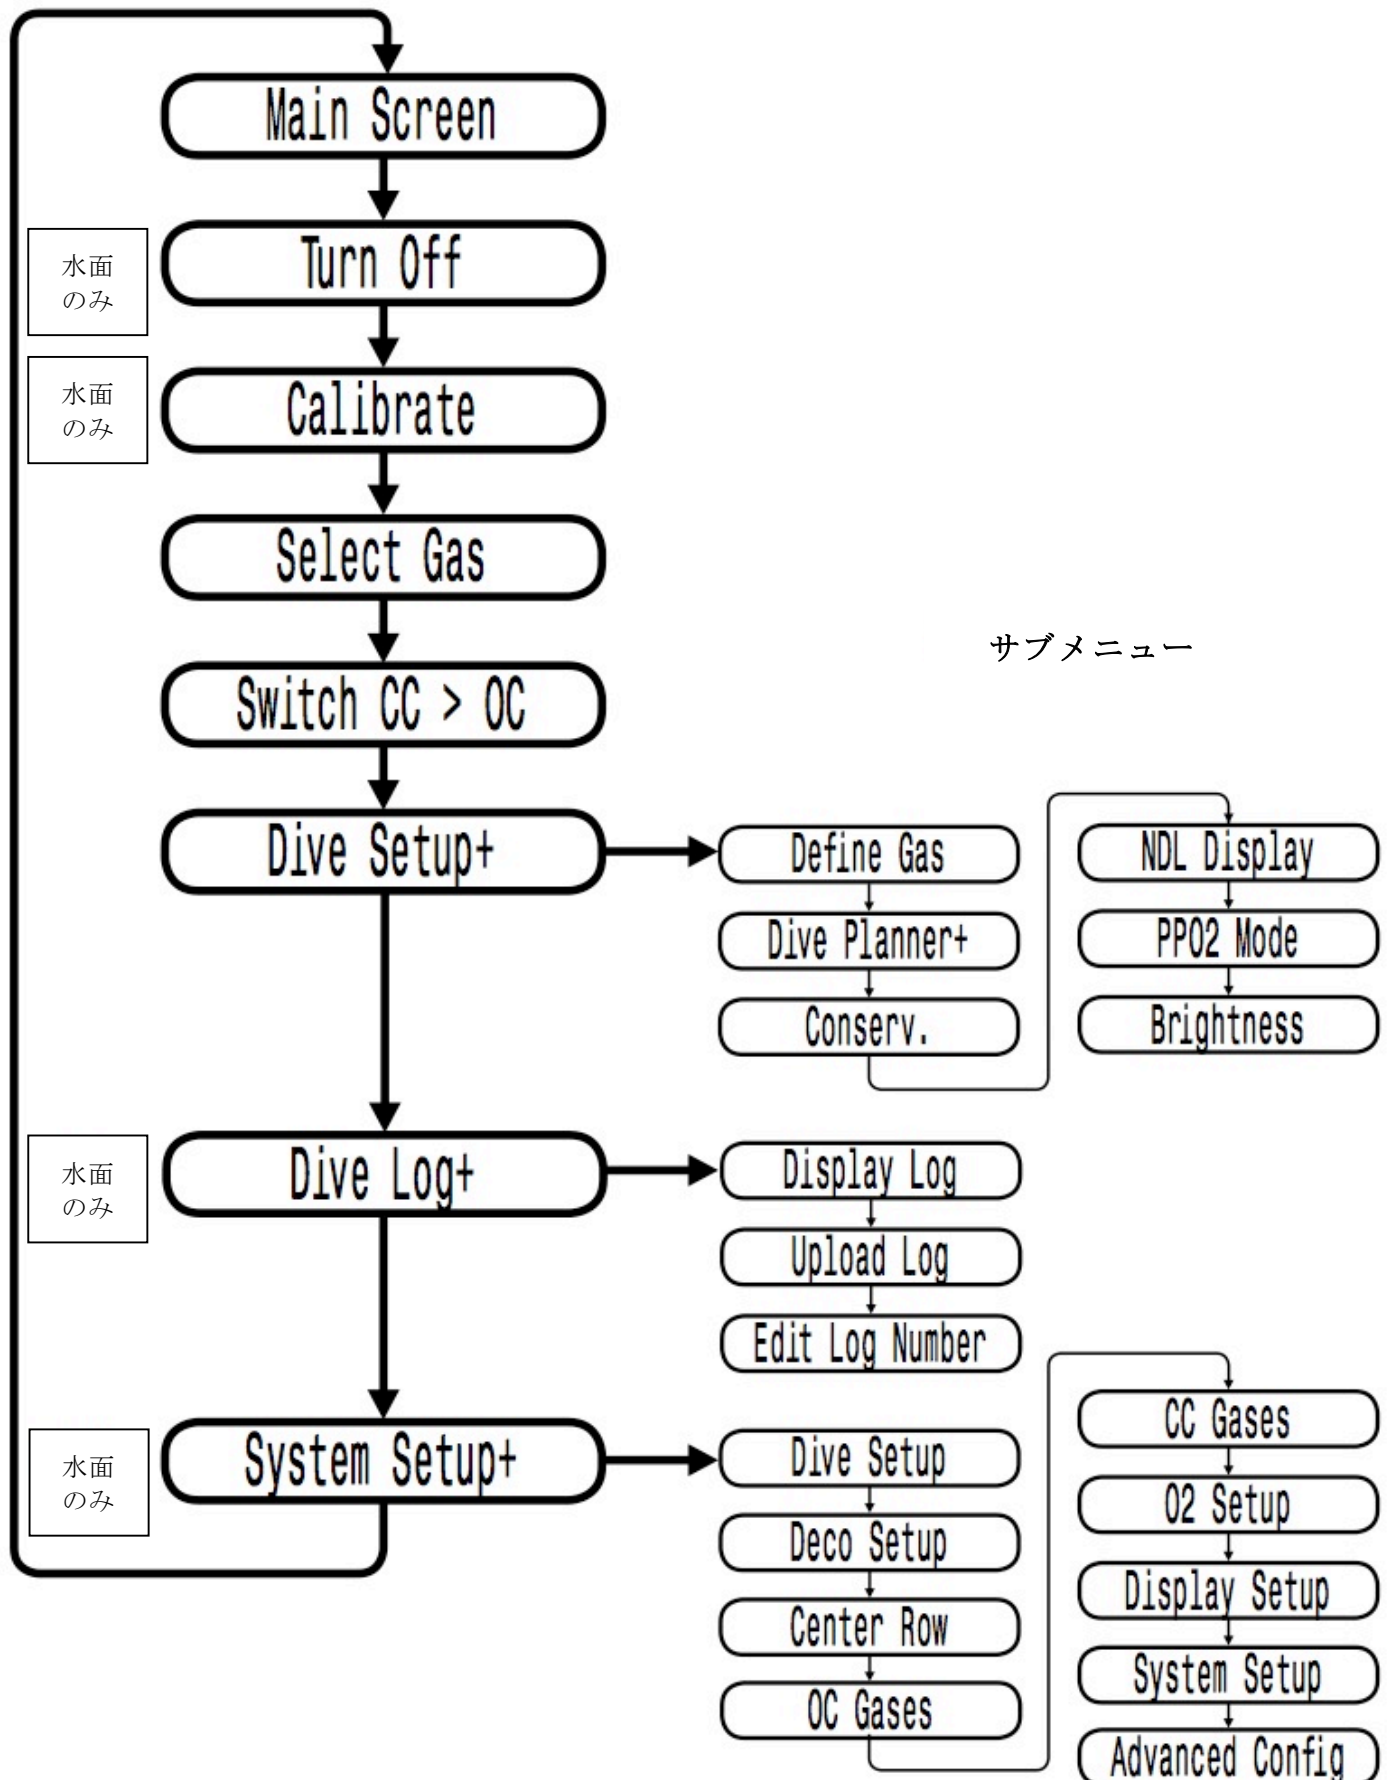 Main Screen
水面
のみ
Turn Off
水面
のみ
Calibrate
Select Gas
サブメニュー
Switch CC > OC
Dive Setup+
Define Gas
Dive Planner+
Conserv.
NDL Display
PPO2 Mode
Brightness
水面
のみ
Dive Log+
Display Log
Upload Log
Edit Log Number
水面
のみ
System Setup+
Dive Setup
Deco Setup
Center Row
OC Gases
CC Gases
O2 Setup
Display Setup
System Setup
Advanced Config